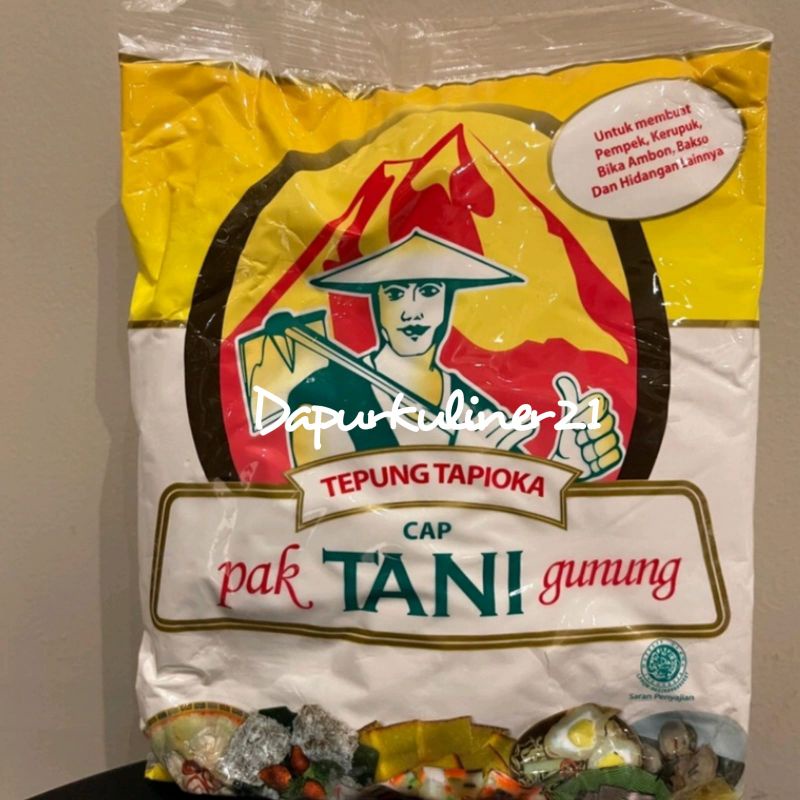 Untuk membuat
Pempek, Kerupuk,
Bika Ambon, Bakso
Dan Hidangan Lainnya
Dapurkuliner21
TEPUNG TAPIOKA
CAP
pak TANI gunung
Saran Penyajian